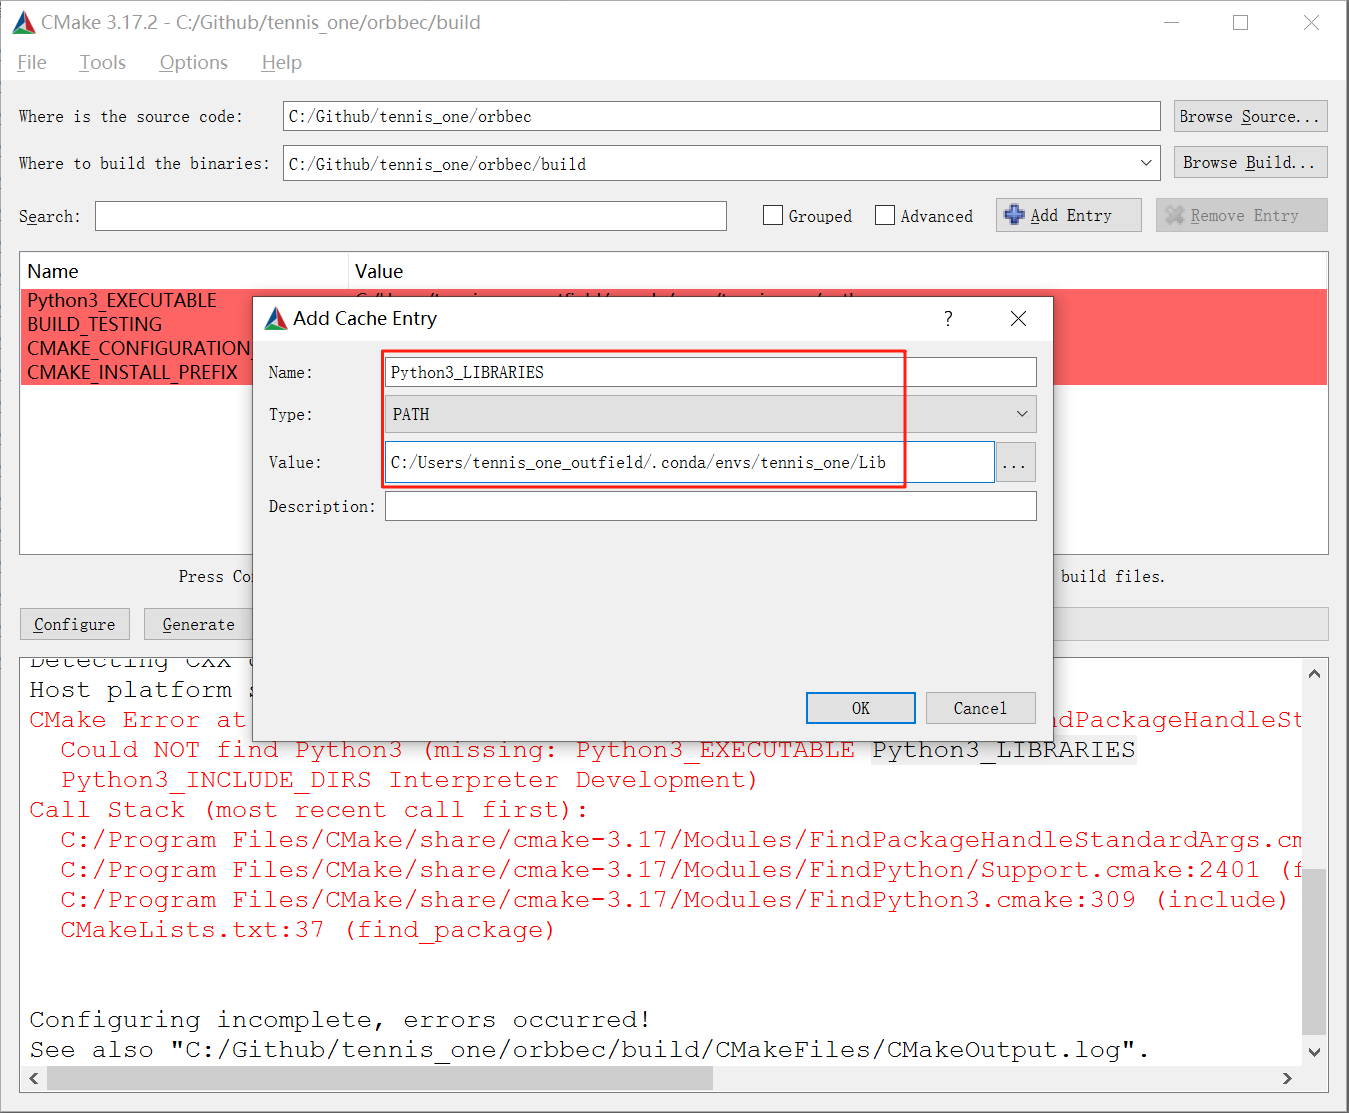 CMake 3.17.2 - C:/Github/tennis_one/orbbec/build
File Tools Options Help
Where is the source code: C:/Github/tennis_one/orbbec Browse Source...
Where to build the binaries: C:/Github/tennis_one/orbbec/build Browse Build...
Search: Grouped Advanced Add Entry Remove Entry
Name Value
Python3_EXECUTABLE
BUILD_TESTING
CMAKE_CONFIGURATION_
CMAKE_INSTALL_PREFIX
Add Cache Entry ?
Name: Python3_LIBRARIES
Type: PATH
Value: C:/Users/tennis_one_outfield/.conda/envs/tennis_one/Lib ...
Description:
OK Cancel
Press Co build files.
Configure Generate
Detecting CXX
Host platform
CMake Error at dPackageHandleSt
Could NOT find Python3 (missing: Python3_EXECUTABLE Python3_LIBRARIES
Python3_INCLUDE_DIRS Interpreter Development)
Call Stack (most recent call first):
C:/Program Files/CMake/share/cmake-3.17/Modules/FindPackageHandleStandardArgs.cm
C:/Program Files/CMake/share/cmake-3.17/Modules/FindPython/Support.cmake:2401 (f
C:/Program Files/CMake/share/cmake-3.17/Modules/FindPython3.cmake:309 (include)
CMakeLists.txt:37 (find_package)
Configuring incomplete, errors occurred!
See also "C:/Github/tennis_one/orbbec/build/CMakeFiles/CMakeOutput.log".